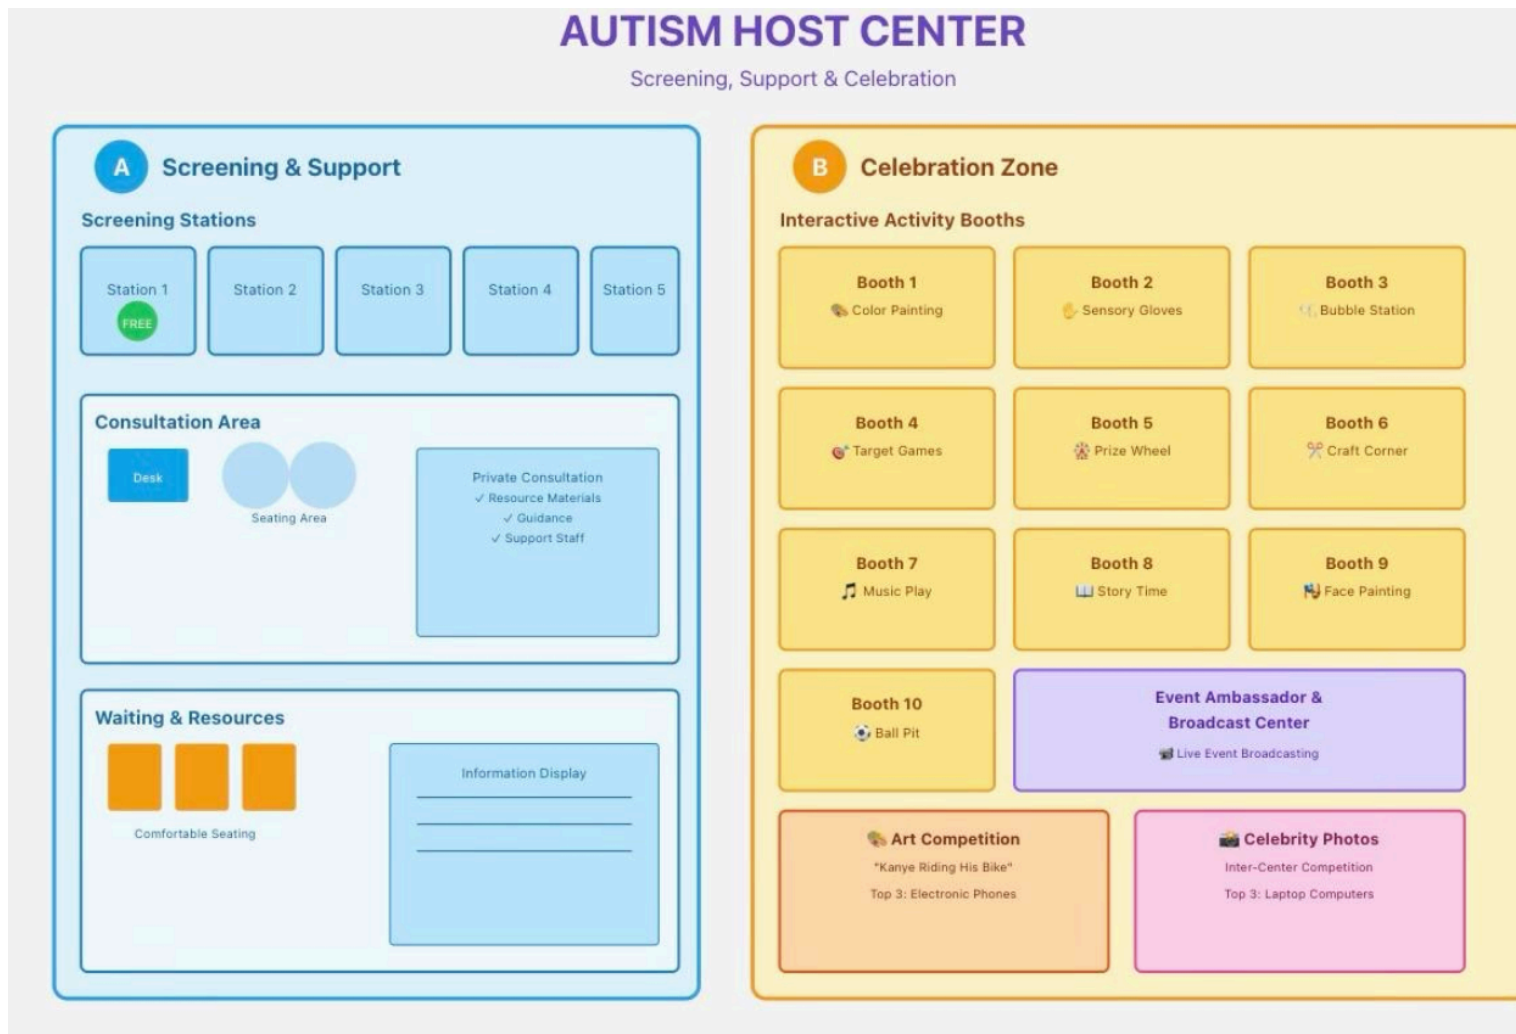 AUTISM HOST CENTER
Screening, Support & Celebration
A
Screening & Support
Screening Stations
Station 1
FREE
Station 2
Station 3
Station 4
Station 5
Consultation Area
Desk
Seating Area
Private Consultation
✓ Resource Materials
✓ Guidance
✓ Support Staff
Waiting & Resources
Comfortable Seating
Information Display
B
Celebration Zone
Interactive Activity Booths
Booth 1
Color Painting
Booth 2
Sensory Gloves
Booth 3
Bubble Station
Booth 4
Target Games
Booth 5
Prize Wheel
Booth 6
Craft Corner
Booth 7
Music Play
Booth 8
Story Time
Booth 9
Face Painting
Booth 10
Ball Pit
Event Ambassador &
Broadcast Center
Live Event Broadcasting
Art Competition
"Kanye Riding His Bike"
Top 3: Electronic Phones
Celebrity Photos
Inter-Center Competition
Top 3: Laptop Computers